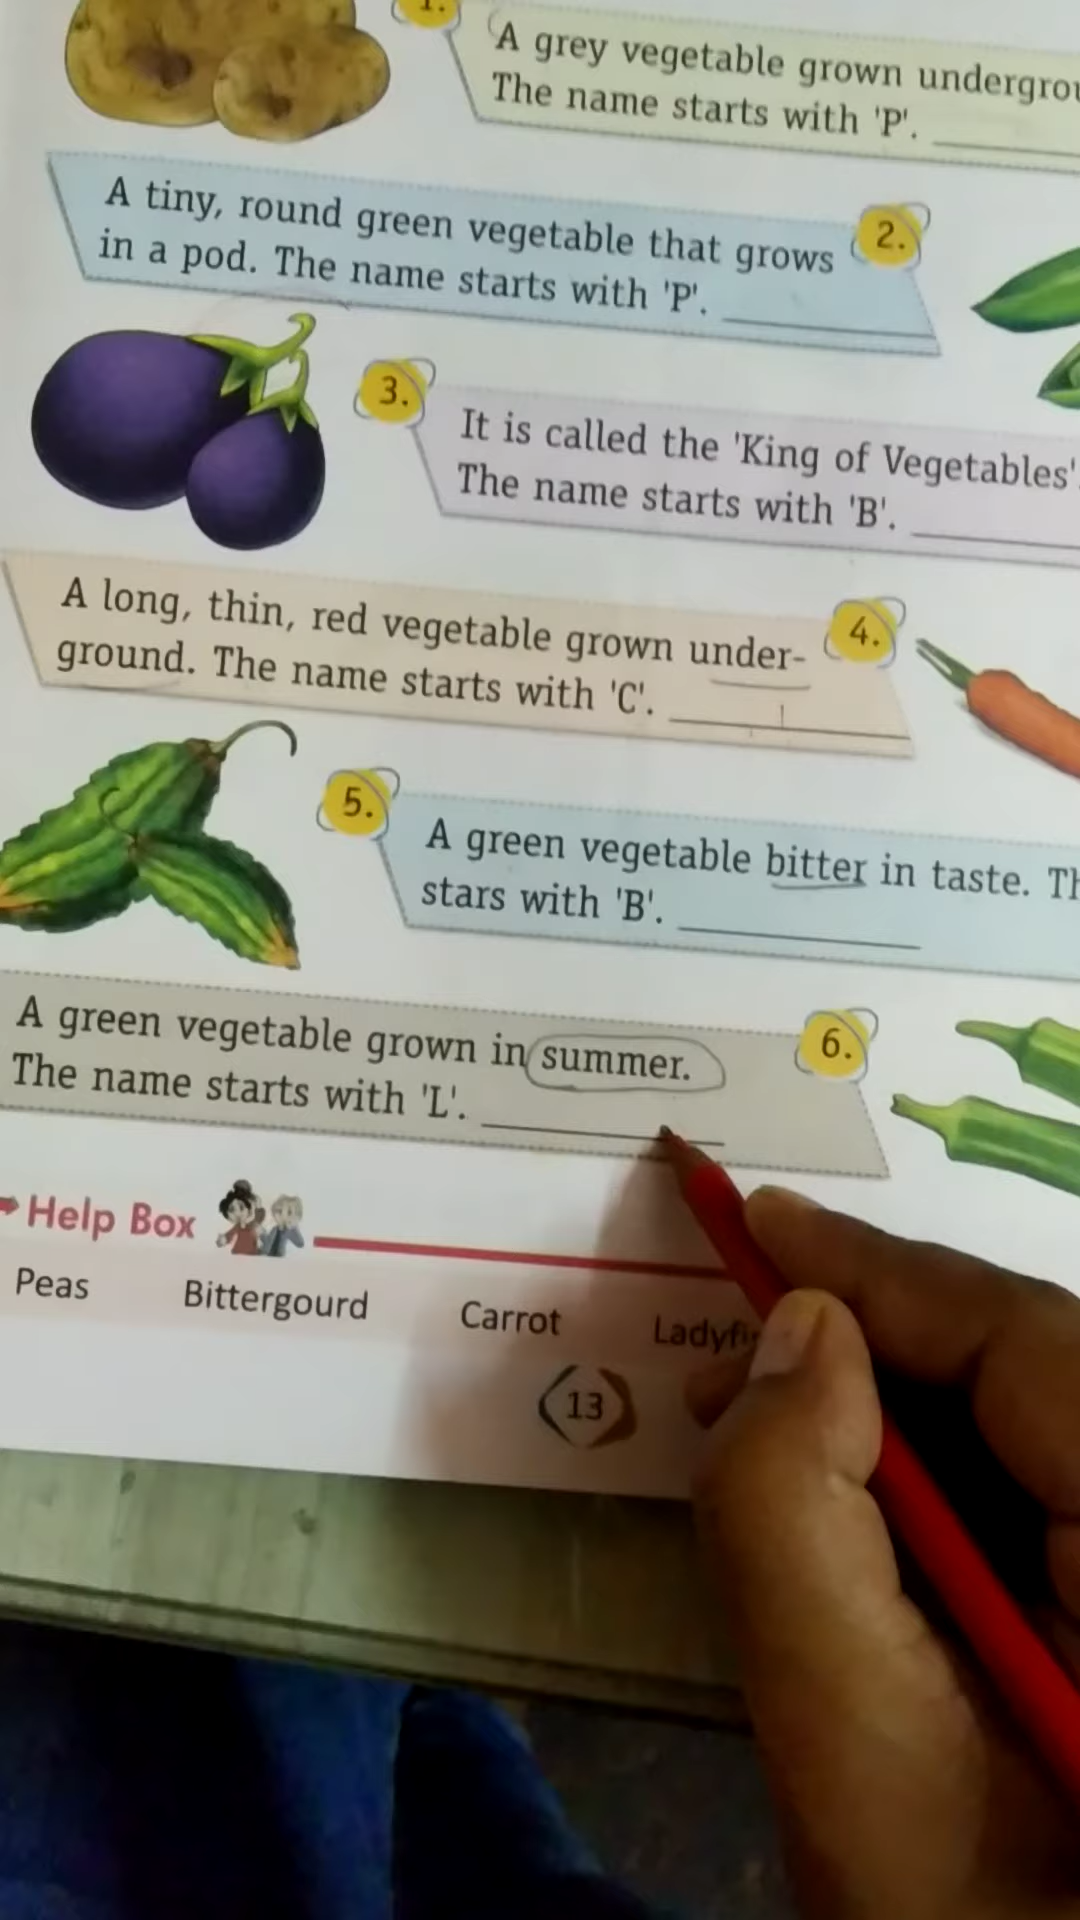 1.
A grey vegetable grown
The name starts with 'P'.
A tiny, round green vegetable that grows
in a pod. The name starts with 'P'.
2.
3.
It is called the 'King of Vegetables'.
The name starts with 'B'.
A long, thin, red vegetable grown under-
ground. The name starts with 'C'.
4.
5.
A green vegetable bitter in taste.
stars with 'B'.
A green vegetable grown in summer.
The name starts with 'L'.
6.
Help Box
Peas Bittergourd Carrot
13